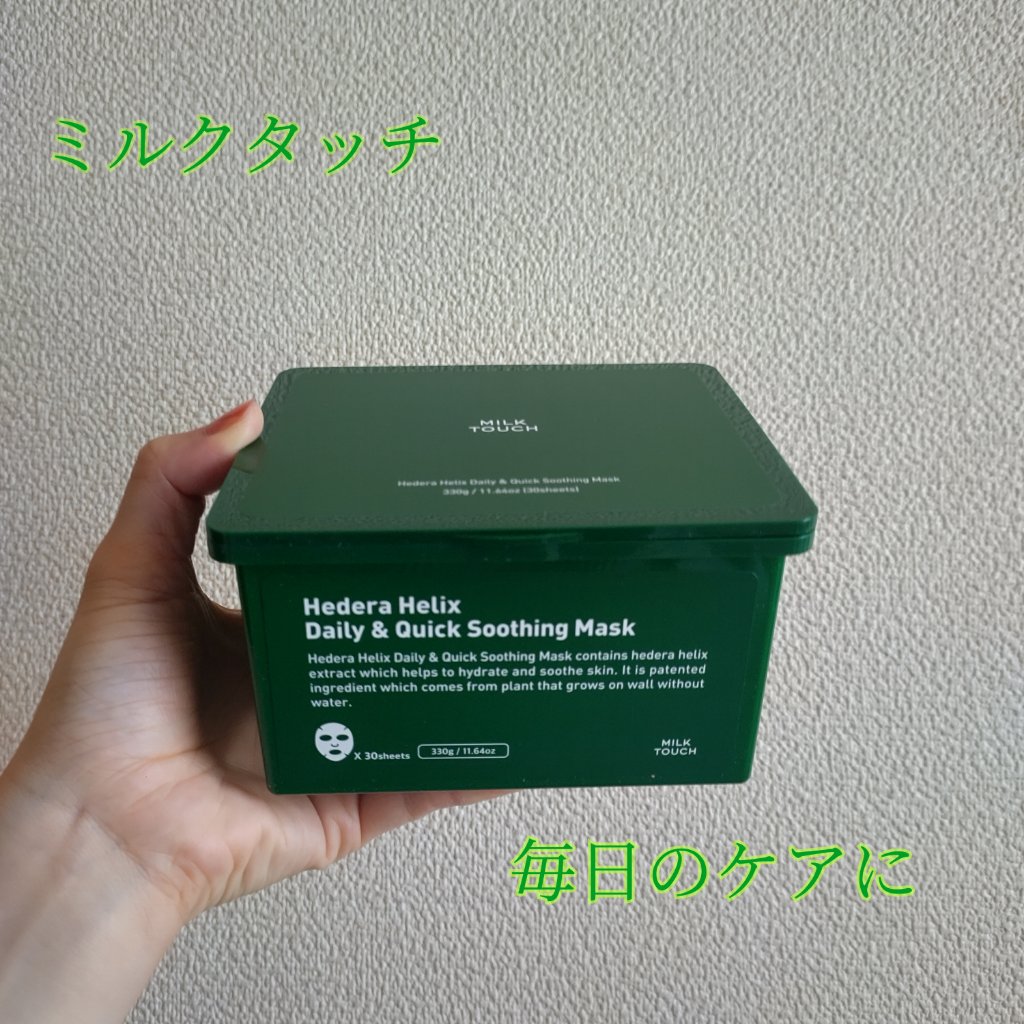 ミルクタッチ
MILK
TOUCH
Hedera Helix Daily & Quick Soothing Mask
330g / 11.64oz (30sheets)
Hedera Helix
Daily & Quick Soothing Mask
Hedera Helix Daily & Quick Soothing Mask contains hedera helix
extract which helps to hydrate and soothe skin. It is patented
ingredient which comes from plant that grows on wall without
water.
X 30sheets 330g / 11.64oz
MILK
TOUCH
毎日のケアに